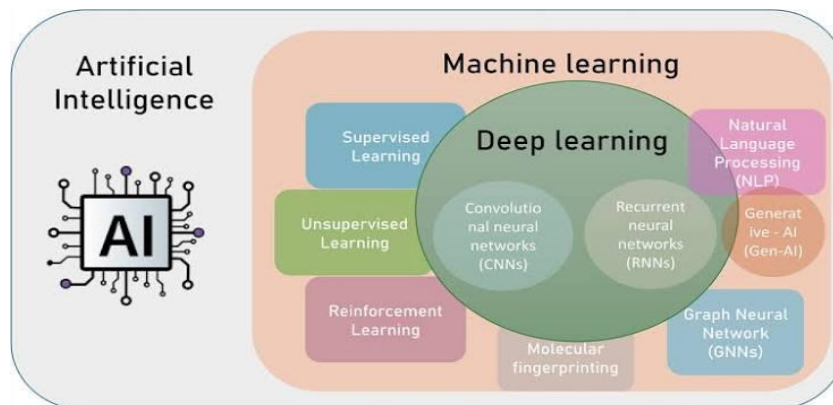 Artificial
Intelligence
AI
Machine learning
Deep learning
Supervised
Learning
Unsupervised
Learning
Reinforcement
Learning
Convolutio
nal neural
networks
(CNNs)
Recurrent
neural
networks
(RNNs)
Natural
Language
Processing
(NLP)
Generat
ive - AI
(Gen-AI)
Graph Neural
Network
(GNNs)
Molecular
fingerprinting